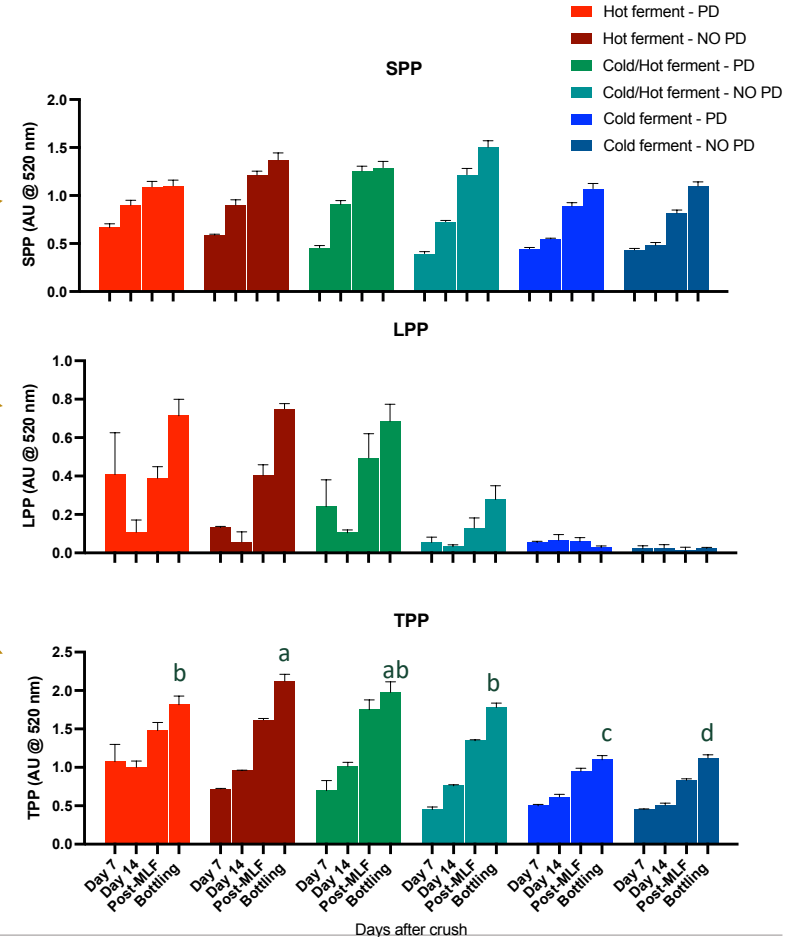 Hot ferment - PD
Hot ferment - NO PD
Cold/Hot ferment - PD
Cold/Hot ferment - NO PD
Cold ferment - PD
Cold ferment - NO PD
SPP
SPP (AU @ 520 nm)
2.0
1.5
1.0
0.5
0.0
LPP
LPP (AU @ 520 nm)
1.0
0.8
0.6
0.4
0.2
0.0
TPP
TPP (AU @ 520 nm)
2.5
2.0
1.5
1.0
0.5
0.0
b
a
ab
b
c
d
Day 7
Day 14
Post-MLF
Bottling
Day 7
Day 14
Post-MLF
Bottling
Day 7
Day 14
Post-MLF
Bottling
Day 7
Day 14
Post-MLF
Bottling
Day 7
Day 14
Post-MLF
Bottling
Day 7
Day 14
Post-MLF
Bottling
Days after crush